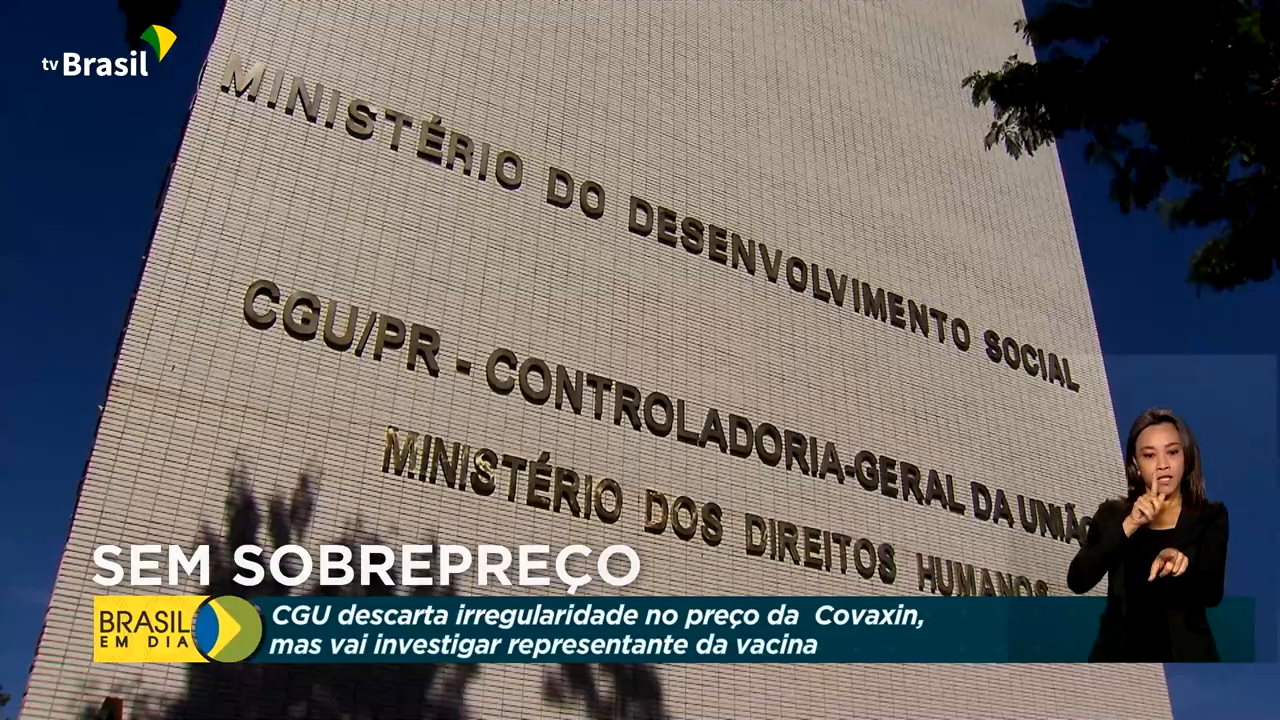 tv Brasil
MINISTÉRIO DO DESENVOLVIMENTO SOCIAL
CGU/PR - CONTROLADORIA-GERAL DA UNIÃO
MINISTÉRIO DOS DIREITOS HUMANOS
SEM SOBREPREÇO
BRASIL
EM DIA
CGU descarta irregularidade no preço da Covaxin,
mas vai investigar representante da vacina